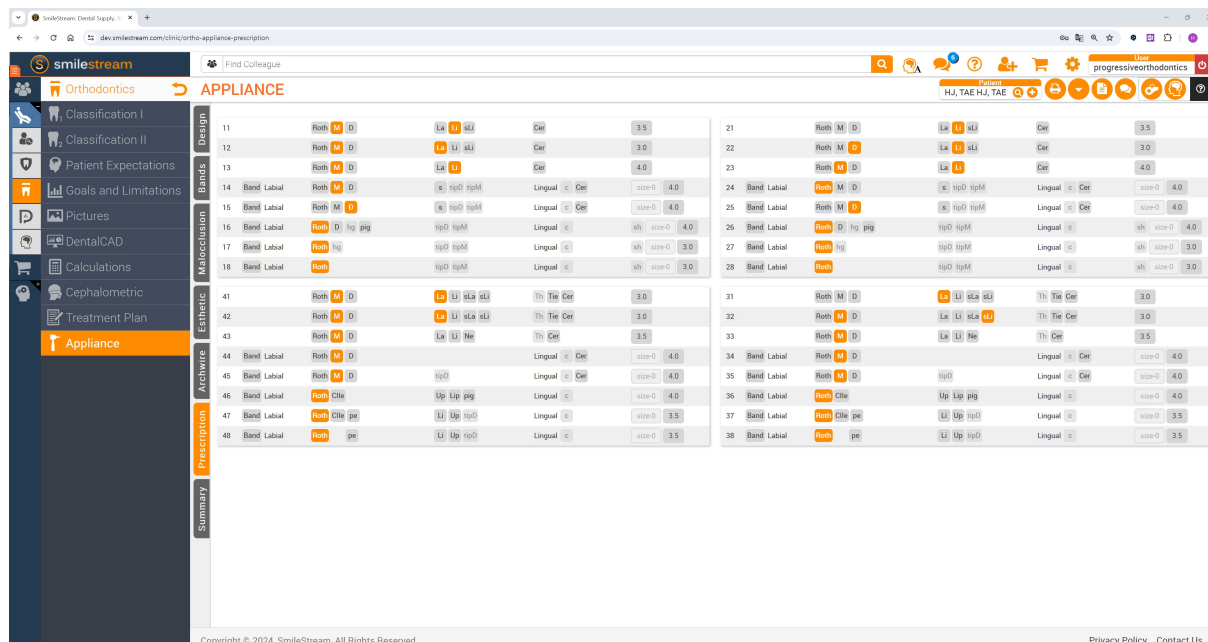 SmileStream: Dental Supply, S
dev.smilestream.com/clinic/ortho-appliance-prescription
smilestream
Find Colleague
6
User
progressiveorthodontics
Orthodontics
APPLIANCE
Patient
HJ, TAE HJ, TAE
Classification I
Classification II
Patient Expectations
Goals and Limitations
Pictures
DentalCAD
Calculations
Cephalometric
Treatment Plan
Appliance
Design
Bands
Malocclusion
Esthetic
Archwire
Prescription
Summary
11 Roth M D La Li sLi Cer 3.5
12 Roth M D La Li sLi Cer 3.0
13 Roth M D La Li Cer 4.0
14 Band Labial Roth M D s tipD tipM Lingual c Cer size-0 4.0
15 Band Labial Roth M D s tipD tipM Lingual c Cer size-0 4.0
16 Band Labial Roth D hg pig tipD tipM Lingual c sh size-0 4.0
17 Band Labial Roth hg tipD tipM Lingual c sh size-0 3.0
18 Band Labial Roth tipD tipM Lingual c sh size-0 3.0
21 Roth M D La Li sLi Cer 3.5
22 Roth M D La Li sLi Cer 3.0
23 Roth M D La Li Cer 4.0
24 Band Labial Roth M D s tipD tipM Lingual c Cer size-0 4.0
25 Band Labial Roth M D s tipD tipM Lingual c Cer size-0 4.0
26 Band Labial Roth D hg pig tipD tipM Lingual c sh size-0 4.0
27 Band Labial Roth hg tipD tipM Lingual c sh size-0 3.0
28 Band Labial Roth tipD tipM Lingual c sh size-0 3.0
41 Roth M D La Li sLa sLi Th Tie Cer 3.0
42 Roth M D La Li sLa sLi Th Tie Cer 3.0
43 Roth M D La Li Ne Th Cer 3.5
44 Band Labial Roth M D Lingual c Cer size-0 4.0
45 Band Labial Roth M D tipD Lingual c Cer size-0 4.0
46 Band Labial Roth Clle Up Lip pig Lingual c size-0 4.0
47 Band Labial Roth Clle pe Li Up tipD Lingual c size-0 3.5
48 Band Labial Roth pe Li Up tipD Lingual c size-0 3.5
31 Roth M D La Li sLa sLi Th Tie Cer 3.0
32 Roth M D La Li sLa sLi Th Tie Cer 3.0
33 Roth M D La Li Ne Th Cer 3.5
34 Band Labial Roth M D Lingual c Cer size-0 4.0
35 Band Labial Roth M D tipD Lingual c Cer size-0 4.0
36 Band Labial Roth Clle Up Lip pig Lingual c size-0 4.0
37 Band Labial Roth Clle pe Li Up tipD Lingual c size-0 3.5
38 Band Labial Roth pe Li Up tipD Lingual c size-0 3.5
Copyright © 2024, SmileStream. All Rights Reserved.
Privacy Policy Contact Us